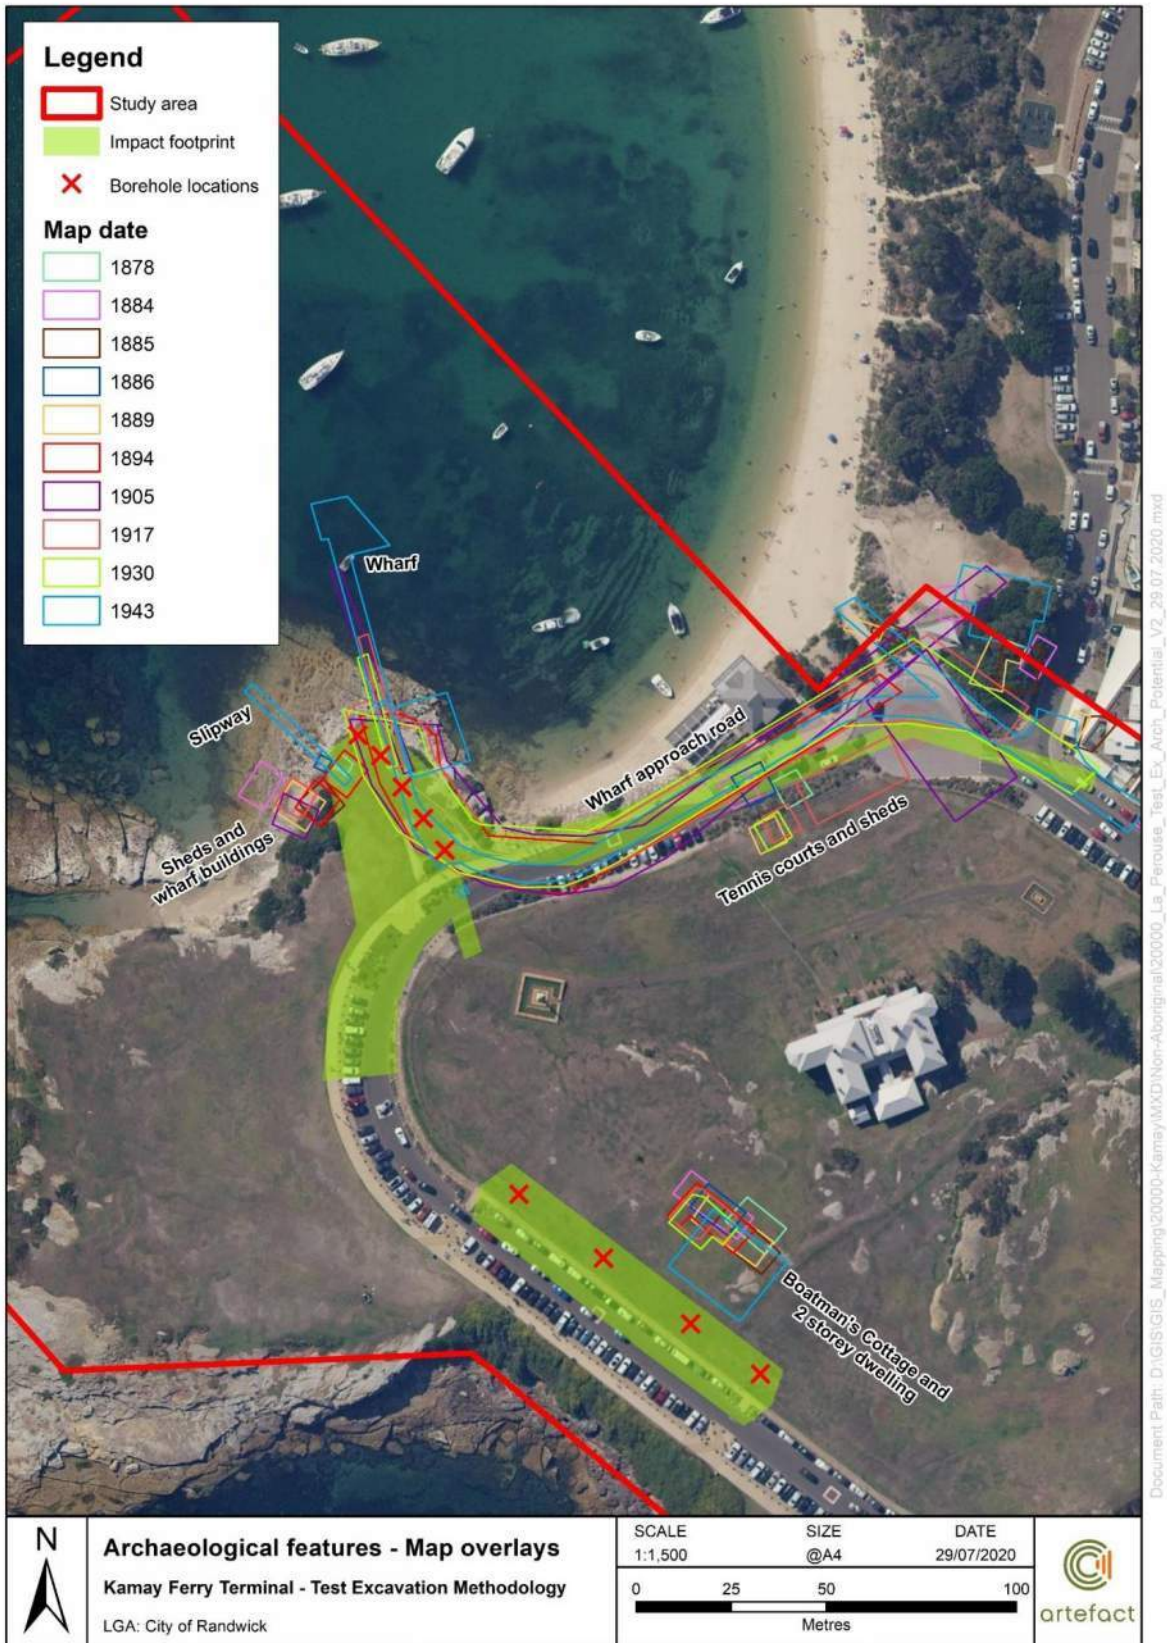 Legend
Study area
Impact footprint
Borehole locations
Map date
1878
1884
1885
1886
1889
1894
1905
1917
1930
1943
Wharf
Slipway
Wharf approach road
Sheds and
wharf buildings
Tennis courts and sheds
Boatman's Cottage and
2 storey dwelling
Document Path: D:\GIS\GIS_Mapping\20000-Kamay\MXD\Non-Aboriginal\20000_La_Perouse_Test_Ex_Arch_Potential_V2_29.07.2020.mxd
N
Archaeological features - Map overlays
Kamay Ferry Terminal - Test Excavation Methodology
LGA: City of Randwick
SCALE SIZE DATE
1:1,500 @A4 29/07/2020
0 25 50 100
Metres
artefact